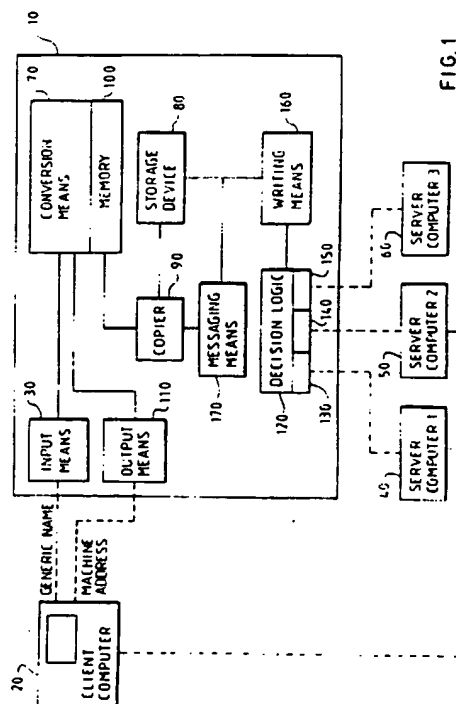 10
70
CONVERSION
MEANS
100
MEMORY
80
STORAGE
DEVICE
160
WRITING
MEANS
90
COPIER
MESSAGING
MEANS
170
150
DECISION LOGIC
140
120
130
30
INPUT
MEANS
110
OUTPUT
MEANS
GENERIC NAME
MACHINE
ADDRESS
20
CLIENT
COMPUTER
60
SERVER
COMPUTER 3
50
SERVER
COMPUTER 2
40
SERVER
COMPUTER 1
FIG. 1